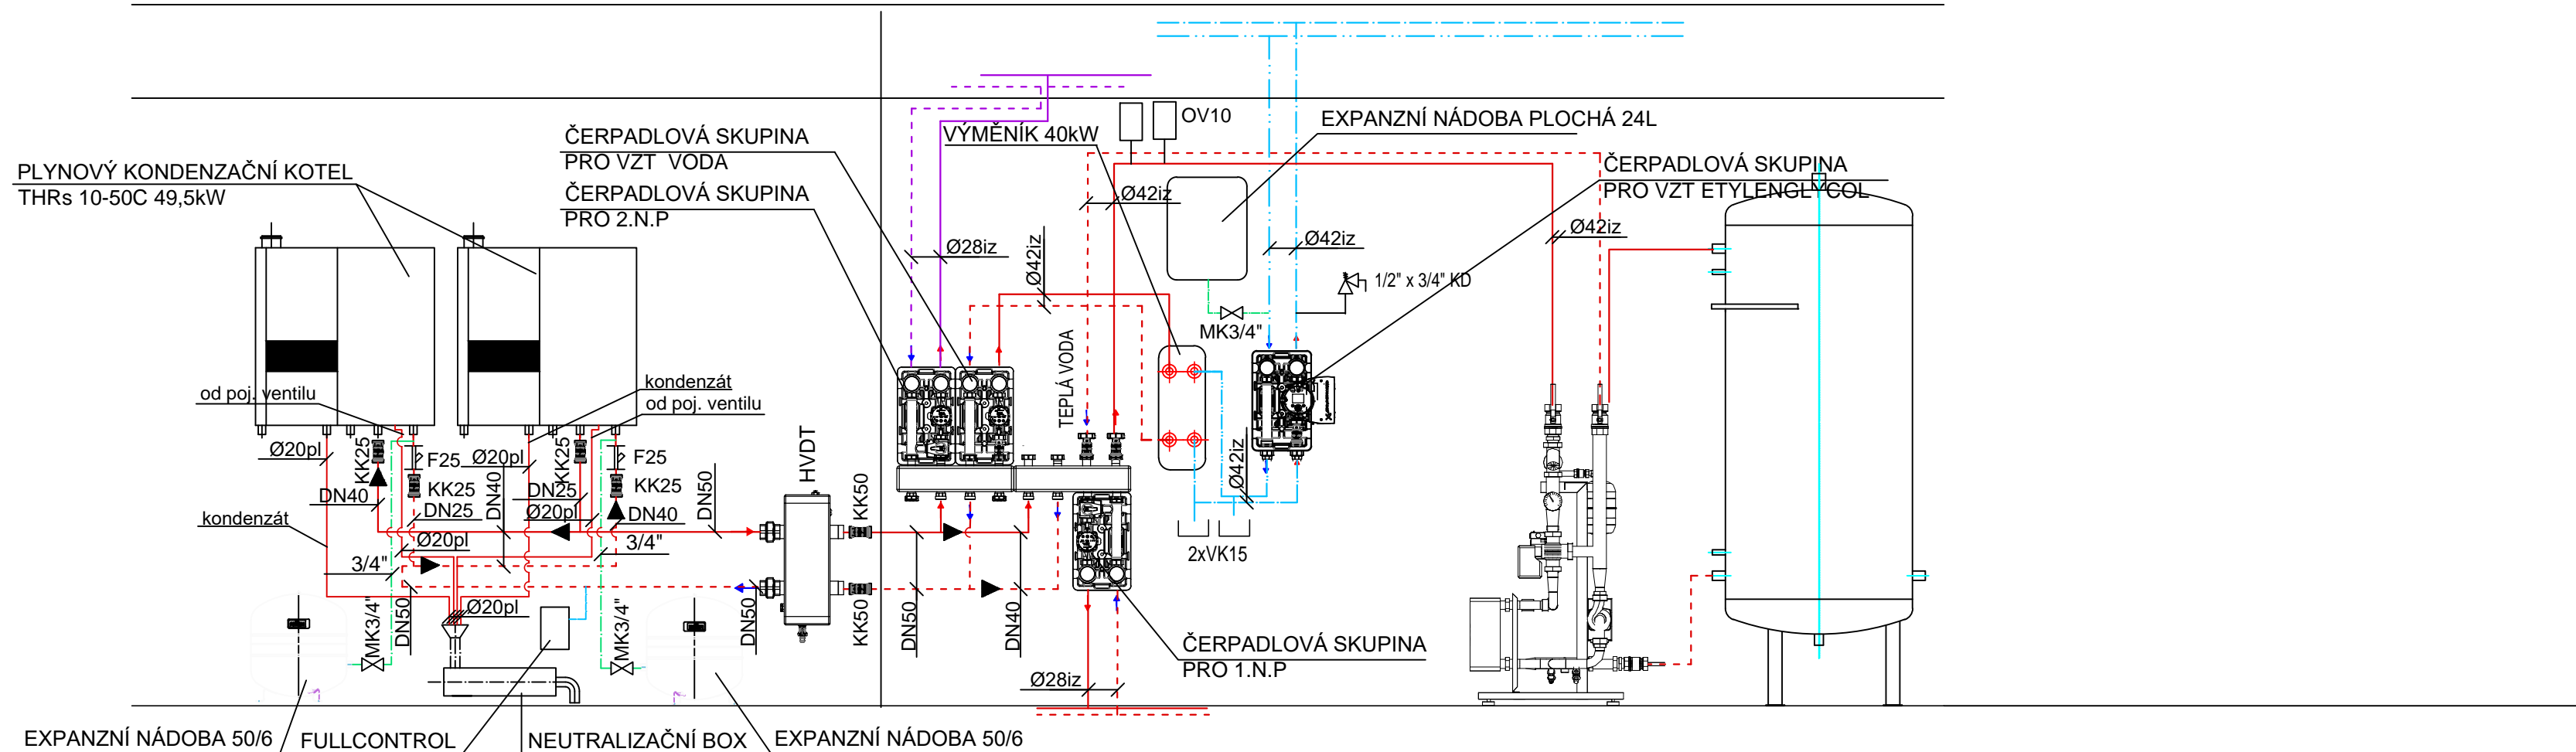 PLYNOVÝ KONDENZAČNÍ KOTEL
THRs 10-50C 49,5kW
ČERPADLOVÁ SKUPINA
PRO VZT  VODA
ČERPADLOVÁ SKUPINA
PRO 2.N.P
VÝMĚNÍK 40kW
OV10
EXPANZNÍ NÁDOBA PLOCHÁ 24L
ČERPADLOVÁ SKUPINA
PRO VZT ETYLENGLYCOL
Ø42iz
Ø28iz
Ø42iz
Ø42iz
Ø42iz
1/2" x 3/4" KD
MK3/4"
TEPLÁ VODA
od poj. ventilu
kondenzát
od poj. ventilu
Ø20pl
KK25
F25
Ø20pl
KK25
F25
DN40
KK25
DN25
DN40
DN25
KK25
Ø20pl
DN40
DN50
HVDT
KK50
Ø42iz
kondenzát
Ø20pl
3/4"
3/4"
2xVK15
MK3/4"
DN50
Ø20pl
MK3/4"
DN50
KK50
DN50
DN40
ČERPADLOVÁ SKUPINA
PRO 1.N.P
Ø28iz
EXPANZNÍ NÁDOBA 50/6
FULLCONTROL
NEUTRALIZAČNÍ BOX
EXPANZNÍ NÁDOBA 50/6